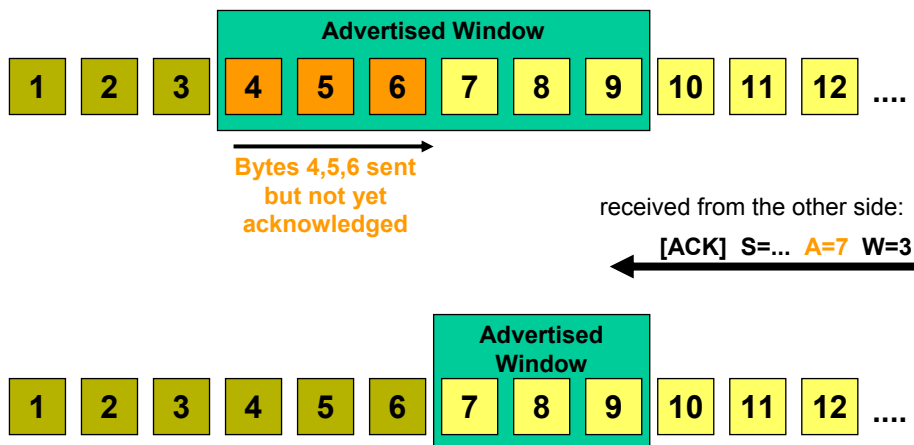 Advertised Window
1 2 3 4 5 6 7 8 9 10 11 12 ....
Bytes 4,5,6 sent
but not yet
acknowledged
received from the other side:
[ACK] S=... A=7 W=3
Advertised
Window
1 2 3 4 5 6 7 8 9 10 11 12 ....